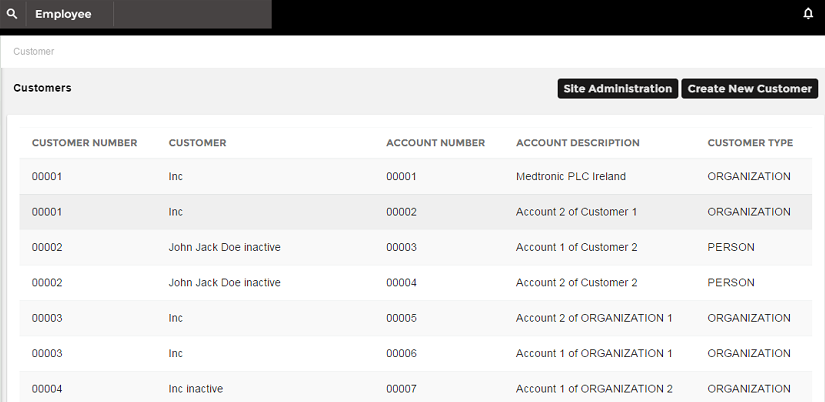 Employee
Customer
Customers Site Administration Create New Customer
CUSTOMER NUMBER CUSTOMER ACCOUNT NUMBER ACCOUNT DESCRIPTION CUSTOMER TYPE
00001 Inc 00001 Medtronic PLC Ireland ORGANIZATION
00001 Inc 00002 Account 2 of Customer 1 ORGANIZATION
00002 John Jack Doe inactive 00003 Account 1 of Customer 2 PERSON
00002 John Jack Doe inactive 00004 Account 2 of Customer 2 PERSON
00003 Inc 00005 Account 2 of ORGANIZATION 1 ORGANIZATION
00003 Inc 00006 Account 1 of ORGANIZATION 1 ORGANIZATION
00004 Inc inactive 00007 Account 1 of ORGANIZATION 2 ORGANIZATION